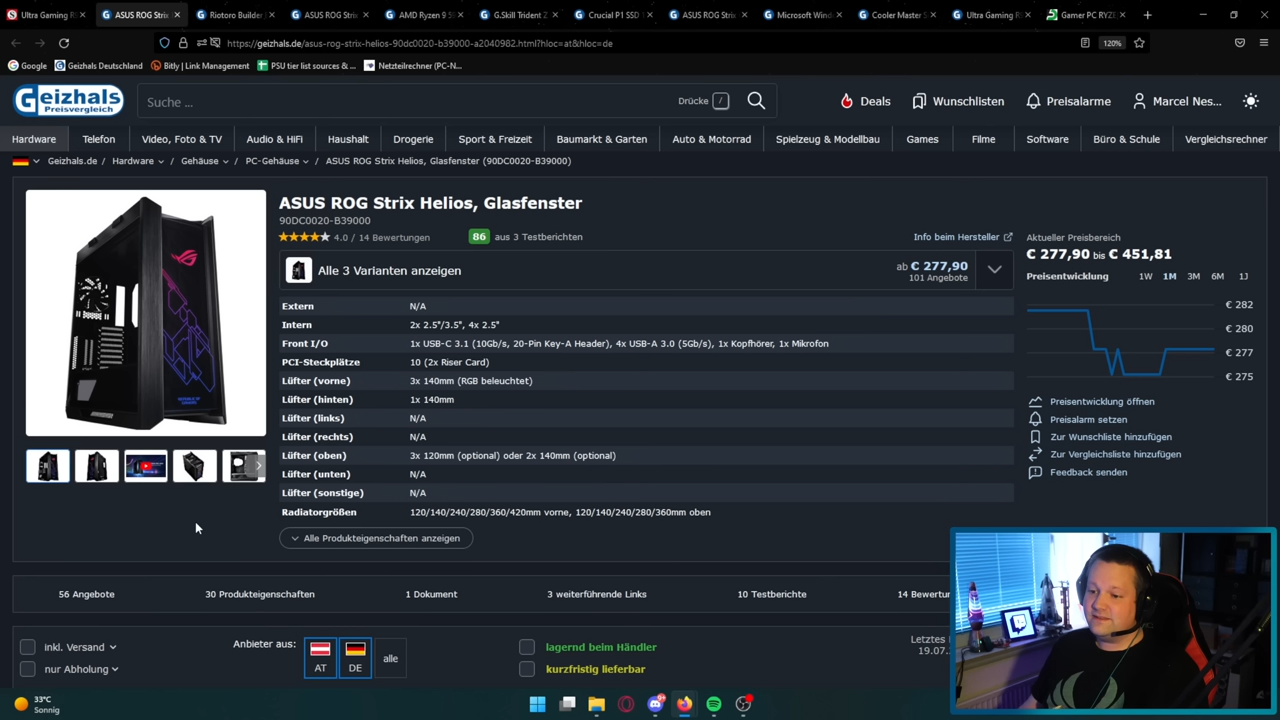 Ultra Gaming R
ASUS ROG Strix
Riotoro Builder
ASUS ROG Stri
AMD Ryzen 9 5
G.Skill Trident Z
Crucial P1 SSD
ASUS ROG Stri
Microsoft Wind
Cooler Master S
Ultra Gaming R
Gamer PC RYZE
https://geizhals.de/asus-rog-strix-helios-90dc0020-b39000-a2040982.html?hloc=at&hloc=de
120%
Google
Geizhals Deutschland
Bitly | Link Management
PSU tier list sources & ...
Netzteilrechner (PC-N...
Geizhals
Preisvergleich
Suche ...
Drücke /
Deals
Wunschlisten
Preisalarme
Marcel Nes...
Hardware
Telefon
Video, Foto & TV
Audio & HiFi
Haushalt
Drogerie
Sport & Freizeit
Baumarkt & Garten
Auto & Motorrad
Spielzeug & Modellbau
Games
Filme
Software
Büro & Schule
Vergleichsrechner
Geizhals.de / Hardware / Gehäuse / PC-Gehäuse / ASUS ROG Strix Helios, Glasfenster (90DC0020-B39000)
ASUS ROG Strix Helios, Glasfenster
90DC0020-B39000
4.0 / 14 Bewertungen
86 aus 3 Testberichten
Info beim Hersteller
Alle 3 Varianten anzeigen
ab € 277,90
101 Angebote
Extern N/A
Intern 2x 2.5"/3.5", 4x 2.5"
Front I/O 1x USB-C 3.1 (10Gb/s, 20-Pin Key-A Header), 4x USB-A 3.0 (5Gb/s), 1x Kopfhörer, 1x Mikrofon
PCI-Steckplätze 10 (2x Riser Card)
Lüfter (vorne) 3x 140mm (RGB beleuchtet)
Lüfter (hinten) 1x 140mm
Lüfter (links) N/A
Lüfter (rechts) N/A
Lüfter (oben) 3x 120mm (optional) oder 2x 140mm (optional)
Lüfter (unten) N/A
Lüfter (sonstige) N/A
Radiatorgrößen 120/140/240/280/360/420mm vorne, 120/140/240/280/360mm oben
Alle Produkteigenschaften anzeigen
Aktueller Preisbereich
€ 277,90 bis € 451,81
Preisentwicklung 1W 1M 3M 6M 1J
€ 282
€ 280
€ 277
€ 275
Preisentwicklung öffnen
Preisalarm setzen
Zur Wunschliste hinzufügen
Zur Vergleichsliste hinzufügen
Feedback senden
56 Angebote
30 Produkteigenschaften
1 Dokument
3 weiterführende Links
10 Testberichte
14 Bewertun
inkl. Versand
nur Abholung
Anbieter aus:
AT
DE
alle
lagernd beim Händler
kurzfristig lieferbar
Letztes
19.07.
33°C
Sonnig